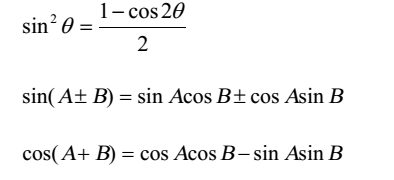 sin² θ = (1 − cos 2θ) / 2
sin( A ± B) = sin A cos B ± cos A sin B
cos( A + B) = cos A cos B − sin A sin B